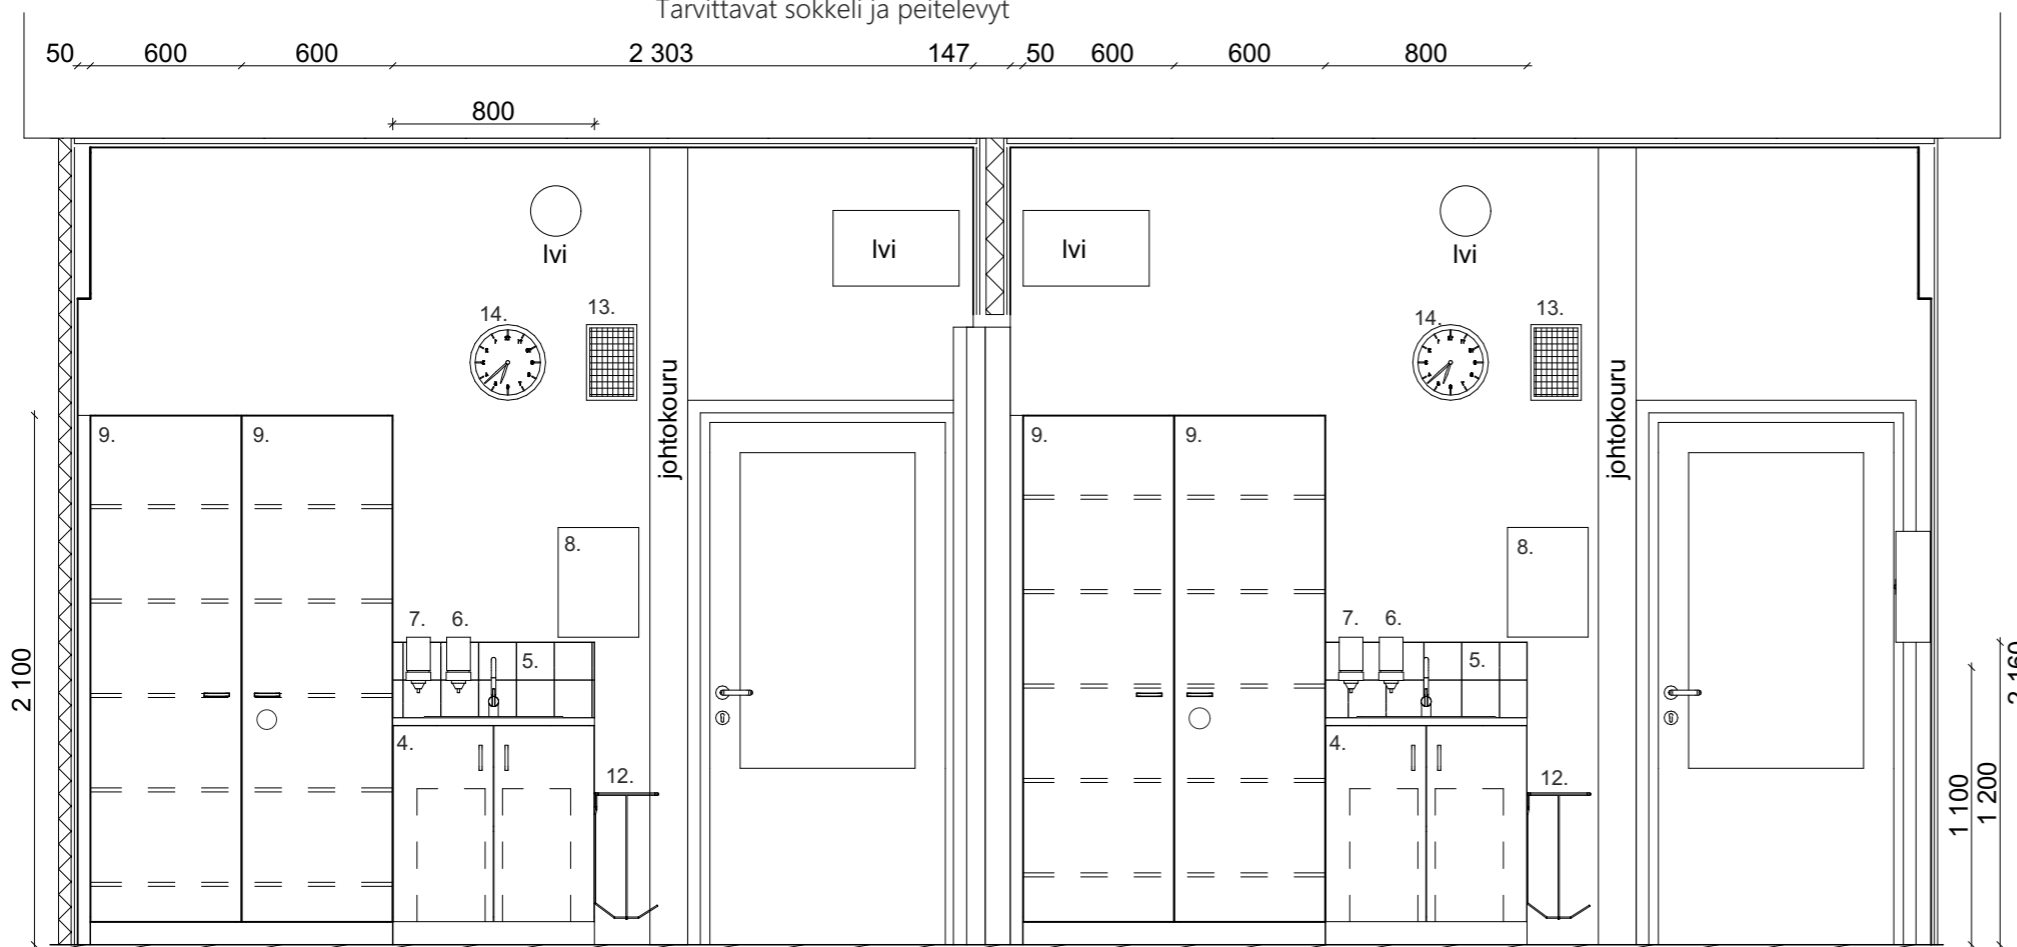 Tarvittavat sokkeli ja peitelevyt
50 600 600 2 303 147 50 600 600 800
800
lvi lvi lvi lvi
14. 13. 14. 13.
johtokouru johtokouru
9. 9. 9. 9.
8. 8.
7. 6. 7. 6.
5. 5.
2 100
4. 4.
12. 12.
1 100
1 200
2 160